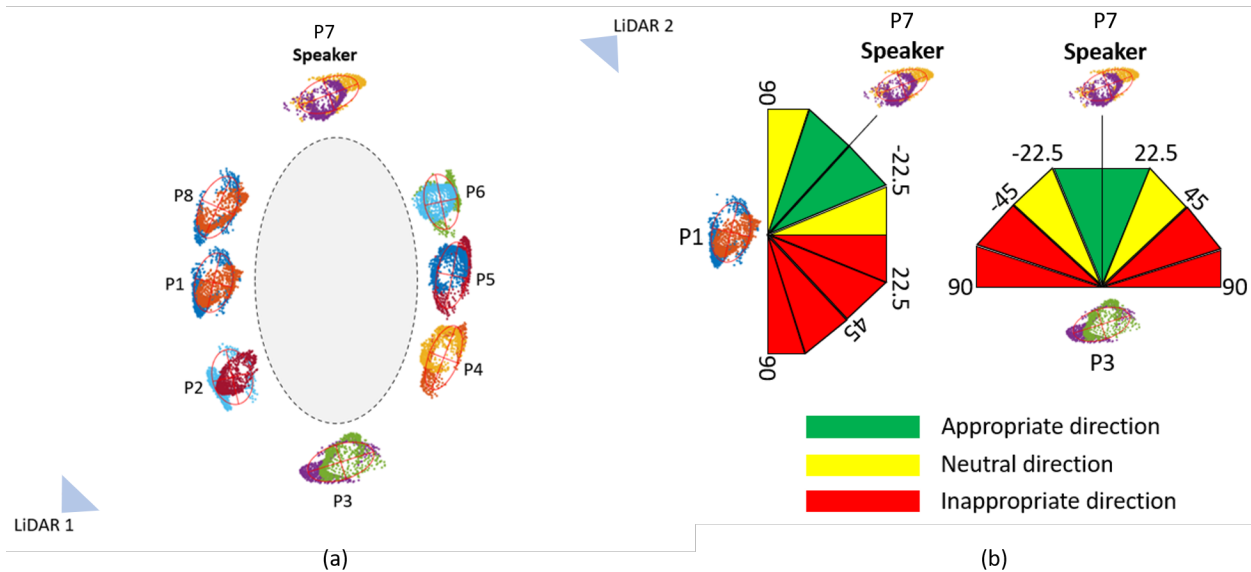 P7
Speaker
LiDAR 2
P8
P6
P1
P5
P2
P4
P3
LiDAR 1
(a)
P7
Speaker
P7
Speaker
90
-22.5
P1
22.5
45
90
-22.5
22.5
-45
45
90
90
P3
Appropriate direction
Neutral direction
Inappropriate direction
(b)